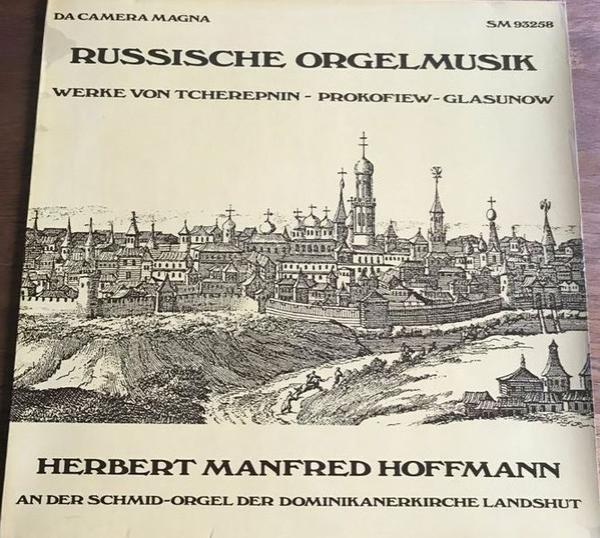 DA CAMERA MAGNA
SM 93258
RUSSISCHE ORGELMUSIK
WERKE VON TCHEREPNIN - PROKOFIEW - GLASUNOW
HERBERT MANFRED HOFFMANN
AN DER SCHMID-ORGEL DER DOMINIKANERKIRCHE LANDSHUT